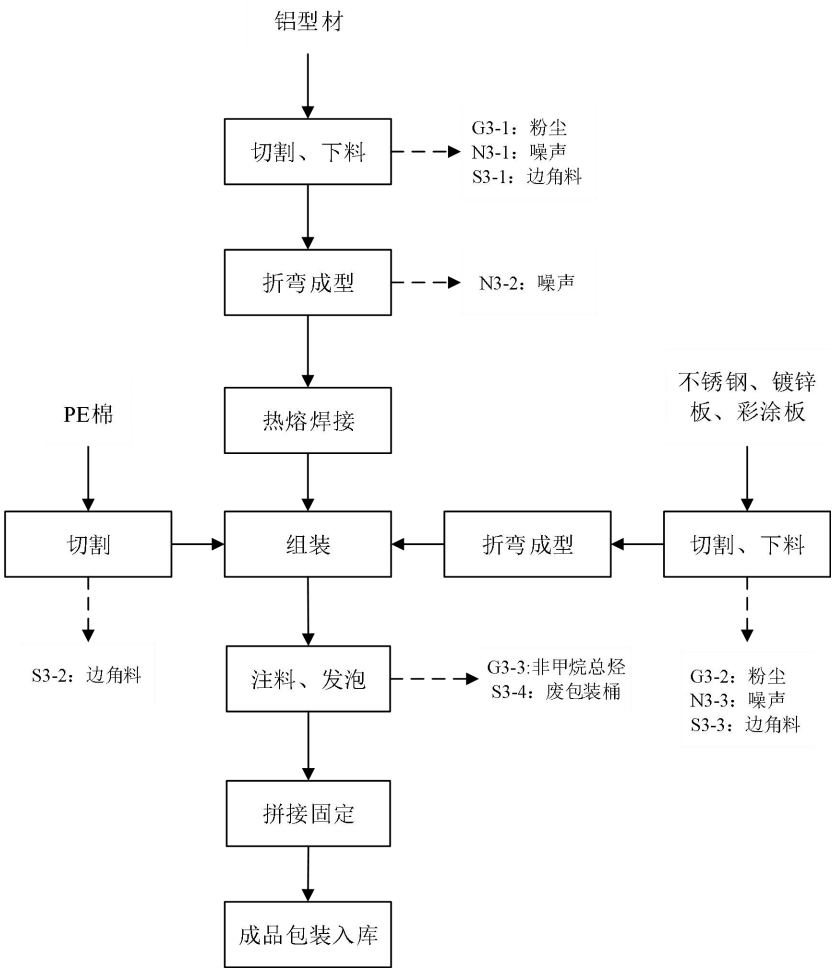 铝型材
切割、下料
G3-1：粉尘
N3-1：噪声
S3-1：边角料
折弯成型
N3-2：噪声
热熔焊接
PE棉
不锈钢、镀锌
板、彩涂板
切割
组装
折弯成型
切割、下料
S3-2：边角料
注料、发泡
G3-3:非甲烷总烃
S3-4：废包装桶
G3-2：粉尘
N3-3：噪声
S3-3：边角料
拼接固定
成品包装入库